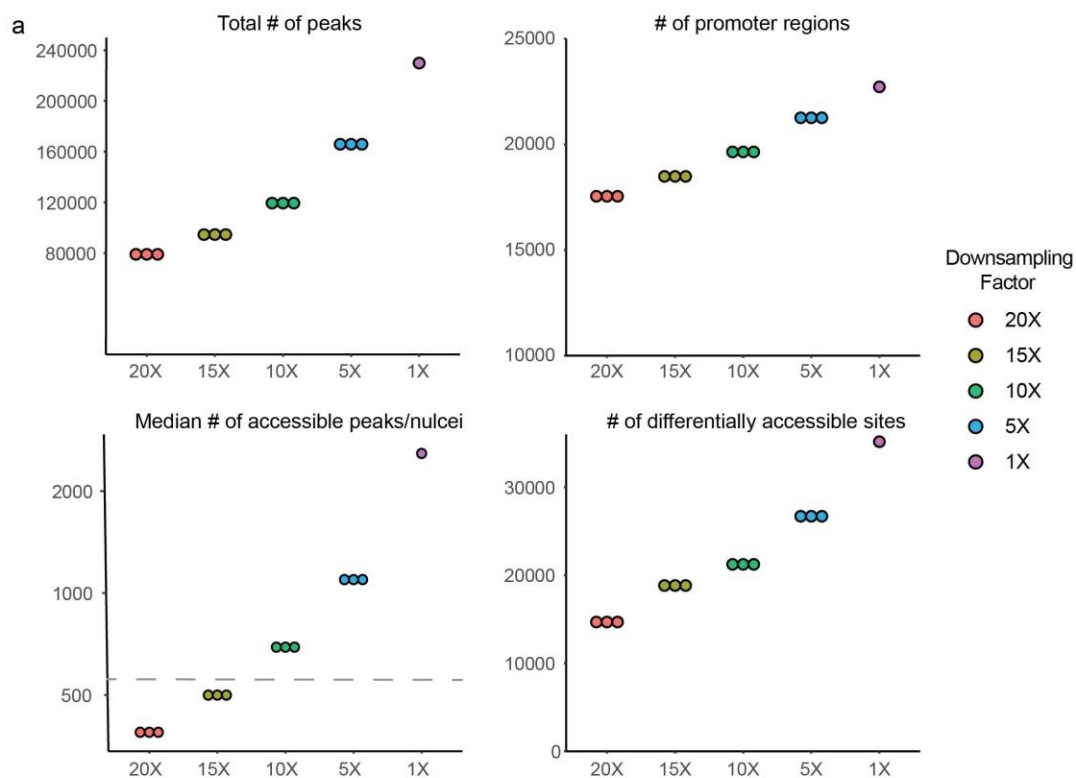 a
Total # of peaks
240000
200000
160000
120000
80000
20X 15X 10X 5X 1X
# of promoter regions
25000
20000
15000
10000
20X 15X 10X 5X 1X
Median # of accessible peaks/nulcei
2000
1000
500
20X 15X 10X 5X 1X
# of differentially accessible sites
30000
20000
10000
0
20X 15X 10X 5X 1X
Downsampling
Factor
20X
15X
10X
5X
1X